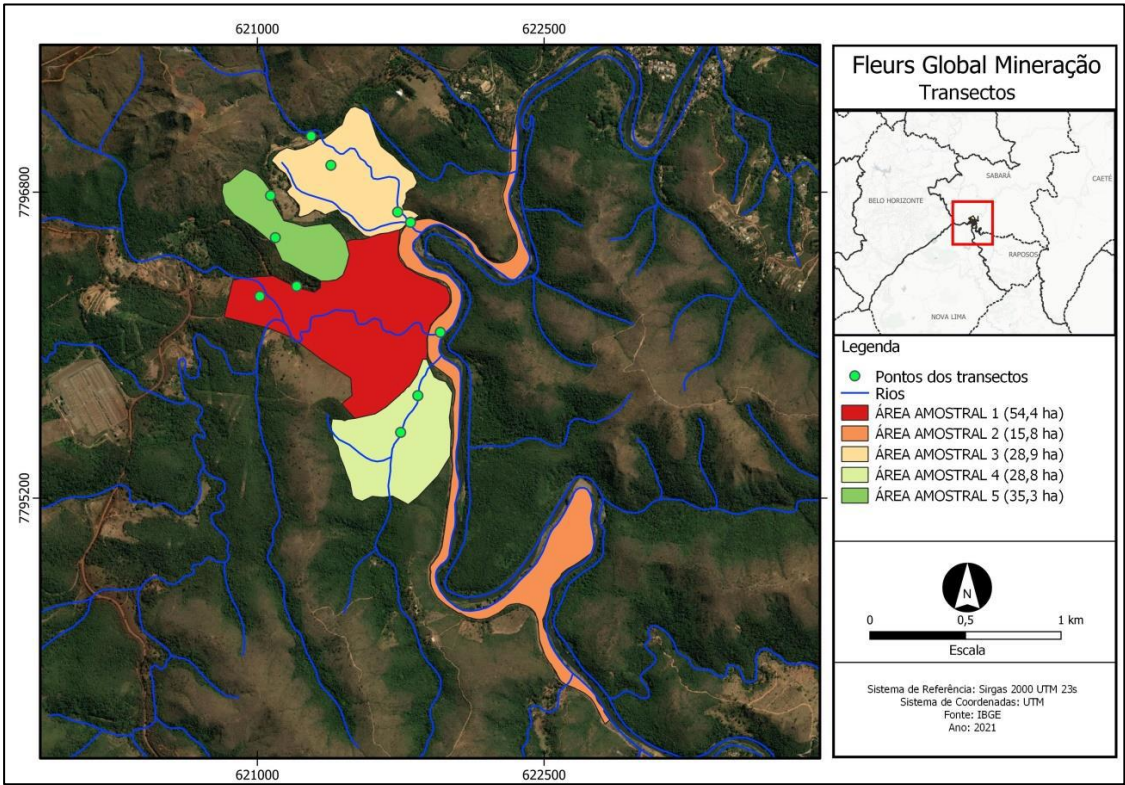 621000
622500
7796800
7795200
621000
622500
Fleurs Global Mineração
Transectos
SABARÁ
CAETÉ
BELO HORIZONTE
RAPOSOS
NOVA LIMA
Legenda
Pontos dos transectos
Rios
ÁREA AMOSTRAL 1 (54,4 ha)
ÁREA AMOSTRAL 2 (15,8 ha)
ÁREA AMOSTRAL 3 (28,9 ha)
ÁREA AMOSTRAL 4 (28,8 ha)
ÁREA AMOSTRAL 5 (35,3 ha)
N
0 0,5 1 km
Escala
Sistema de Referência: Sirgas 2000 UTM 23s
Sistema de Coordenadas: UTM
Fonte: IBGE
Ano: 2021